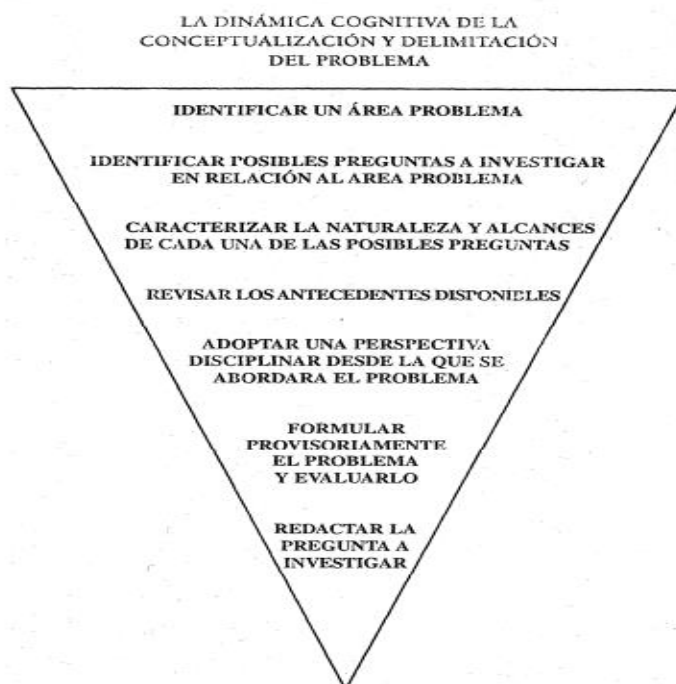 LA DINÁMICA COGNITIVA DE LA
CONCEPTUALIZACIÓN Y DELIMITACIÓN
DEL PROBLEMA
IDENTIFICAR UN ÁREA PROBLEMA
IDENTIFICAR POSIBLES PREGUNTAS A INVESTIGAR
EN RELACIÓN AL AREA PROBLEMA
CARACTERIZAR LA NATURALEZA Y ALCANCES
DE CADA UNA DE LAS POSIBLES PREGUNTAS
REVISAR LOS ANTECEDENTES DISPONIBLES
ADOPTAR UNA PERSPECTIVA
DISCIPLINAR DESDE LA QUE SE
ABORDARA EL PROBLEMA
FORMULAR
PROVISORIAMENTE
EL PROBLEMA
Y EVALUARLO
REDACTAR LA
PREGUNTA A
INVESTIGAR